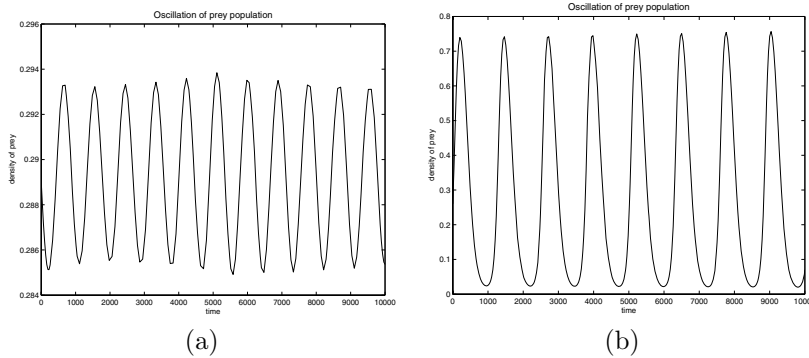 Oscillation of prey population
0.296
0.294
0.292
0.29
0.288
0.286
0.284
density of prey
0 1000 2000 3000 4000 5000 6000 7000 8000 9000 10000
time
(a)
Oscillation of prey population
0.8
0.7
0.6
0.5
0.4
0.3
0.2
0.1
0
density of prey
0 1000 2000 3000 4000 5000 6000 7000 8000 9000 10000
time
(b)